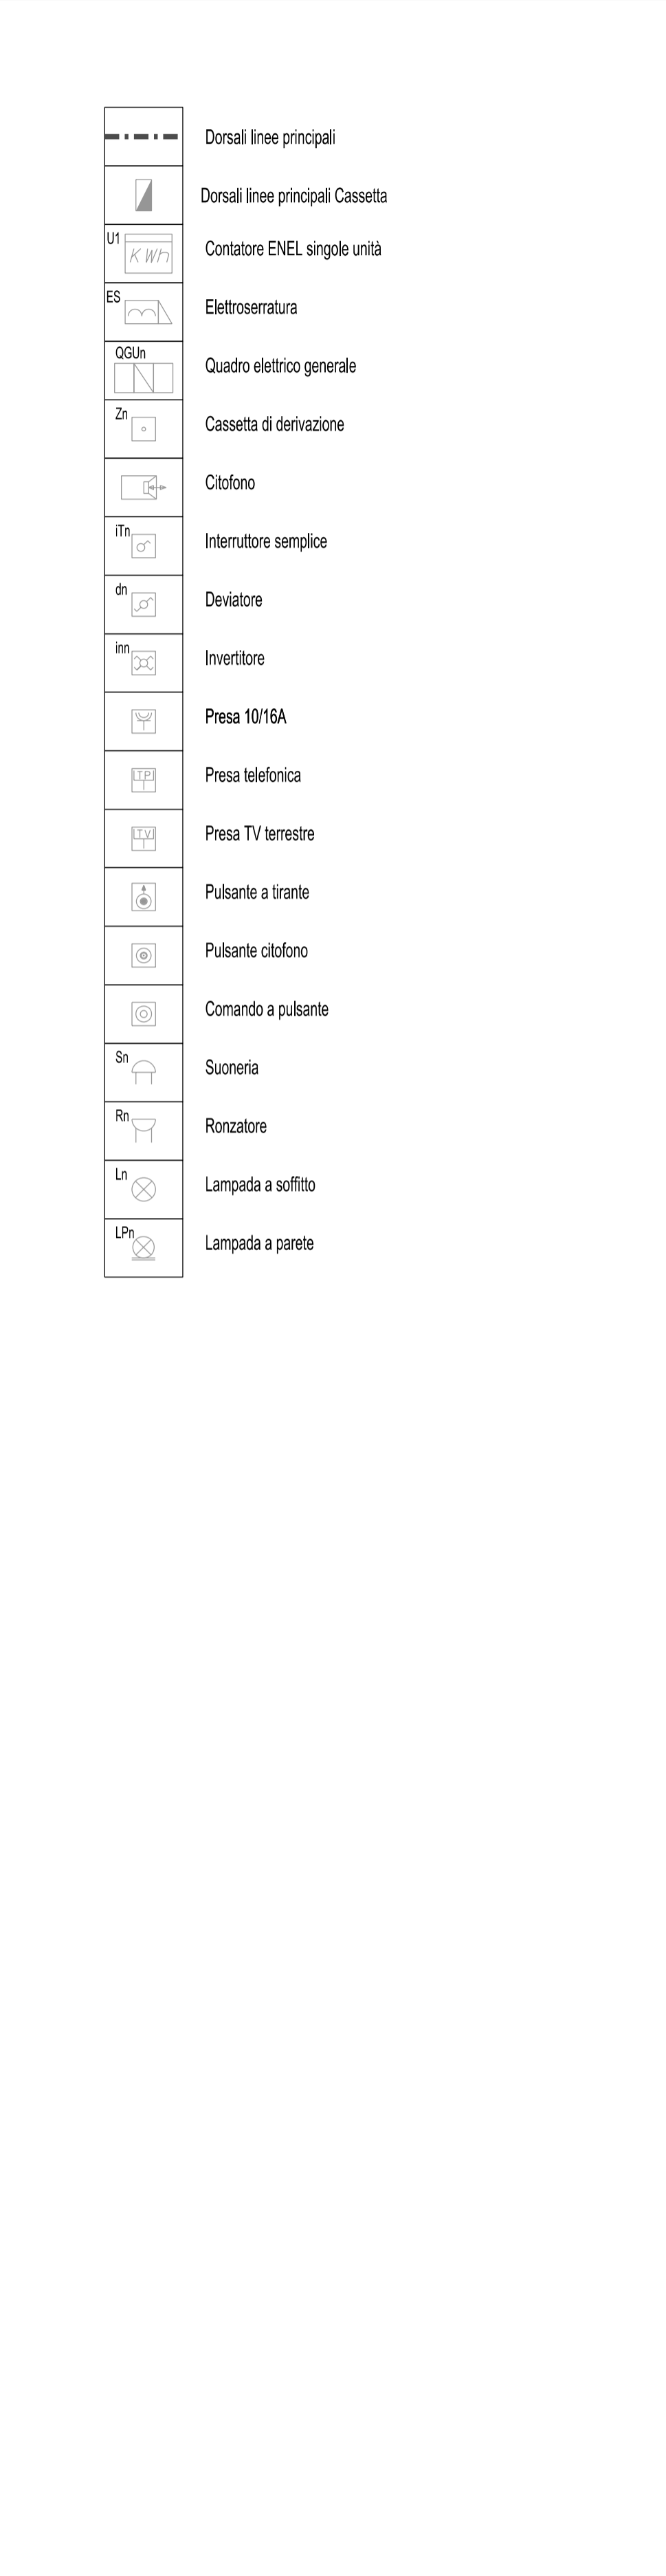 Dorsali linee principali
Dorsali linee principali Cassetta
U1 KWh Contatore ENEL singole unità
ES Elettroserratura
QGUn Quadro elettrico generale
Zn Cassetta di derivazione
Citofono
iTn Interruttore semplice
dn Deviatore
inn Invertitore
Presa 10/16A
TP Presa telefonica
TV Presa TV terrestre
Pulsante a tirante
Pulsante citofono
Comando a pulsante
Sn Suoneria
Rn Ronzatore
Ln Lampada a soffitto
LPn Lampada a parete